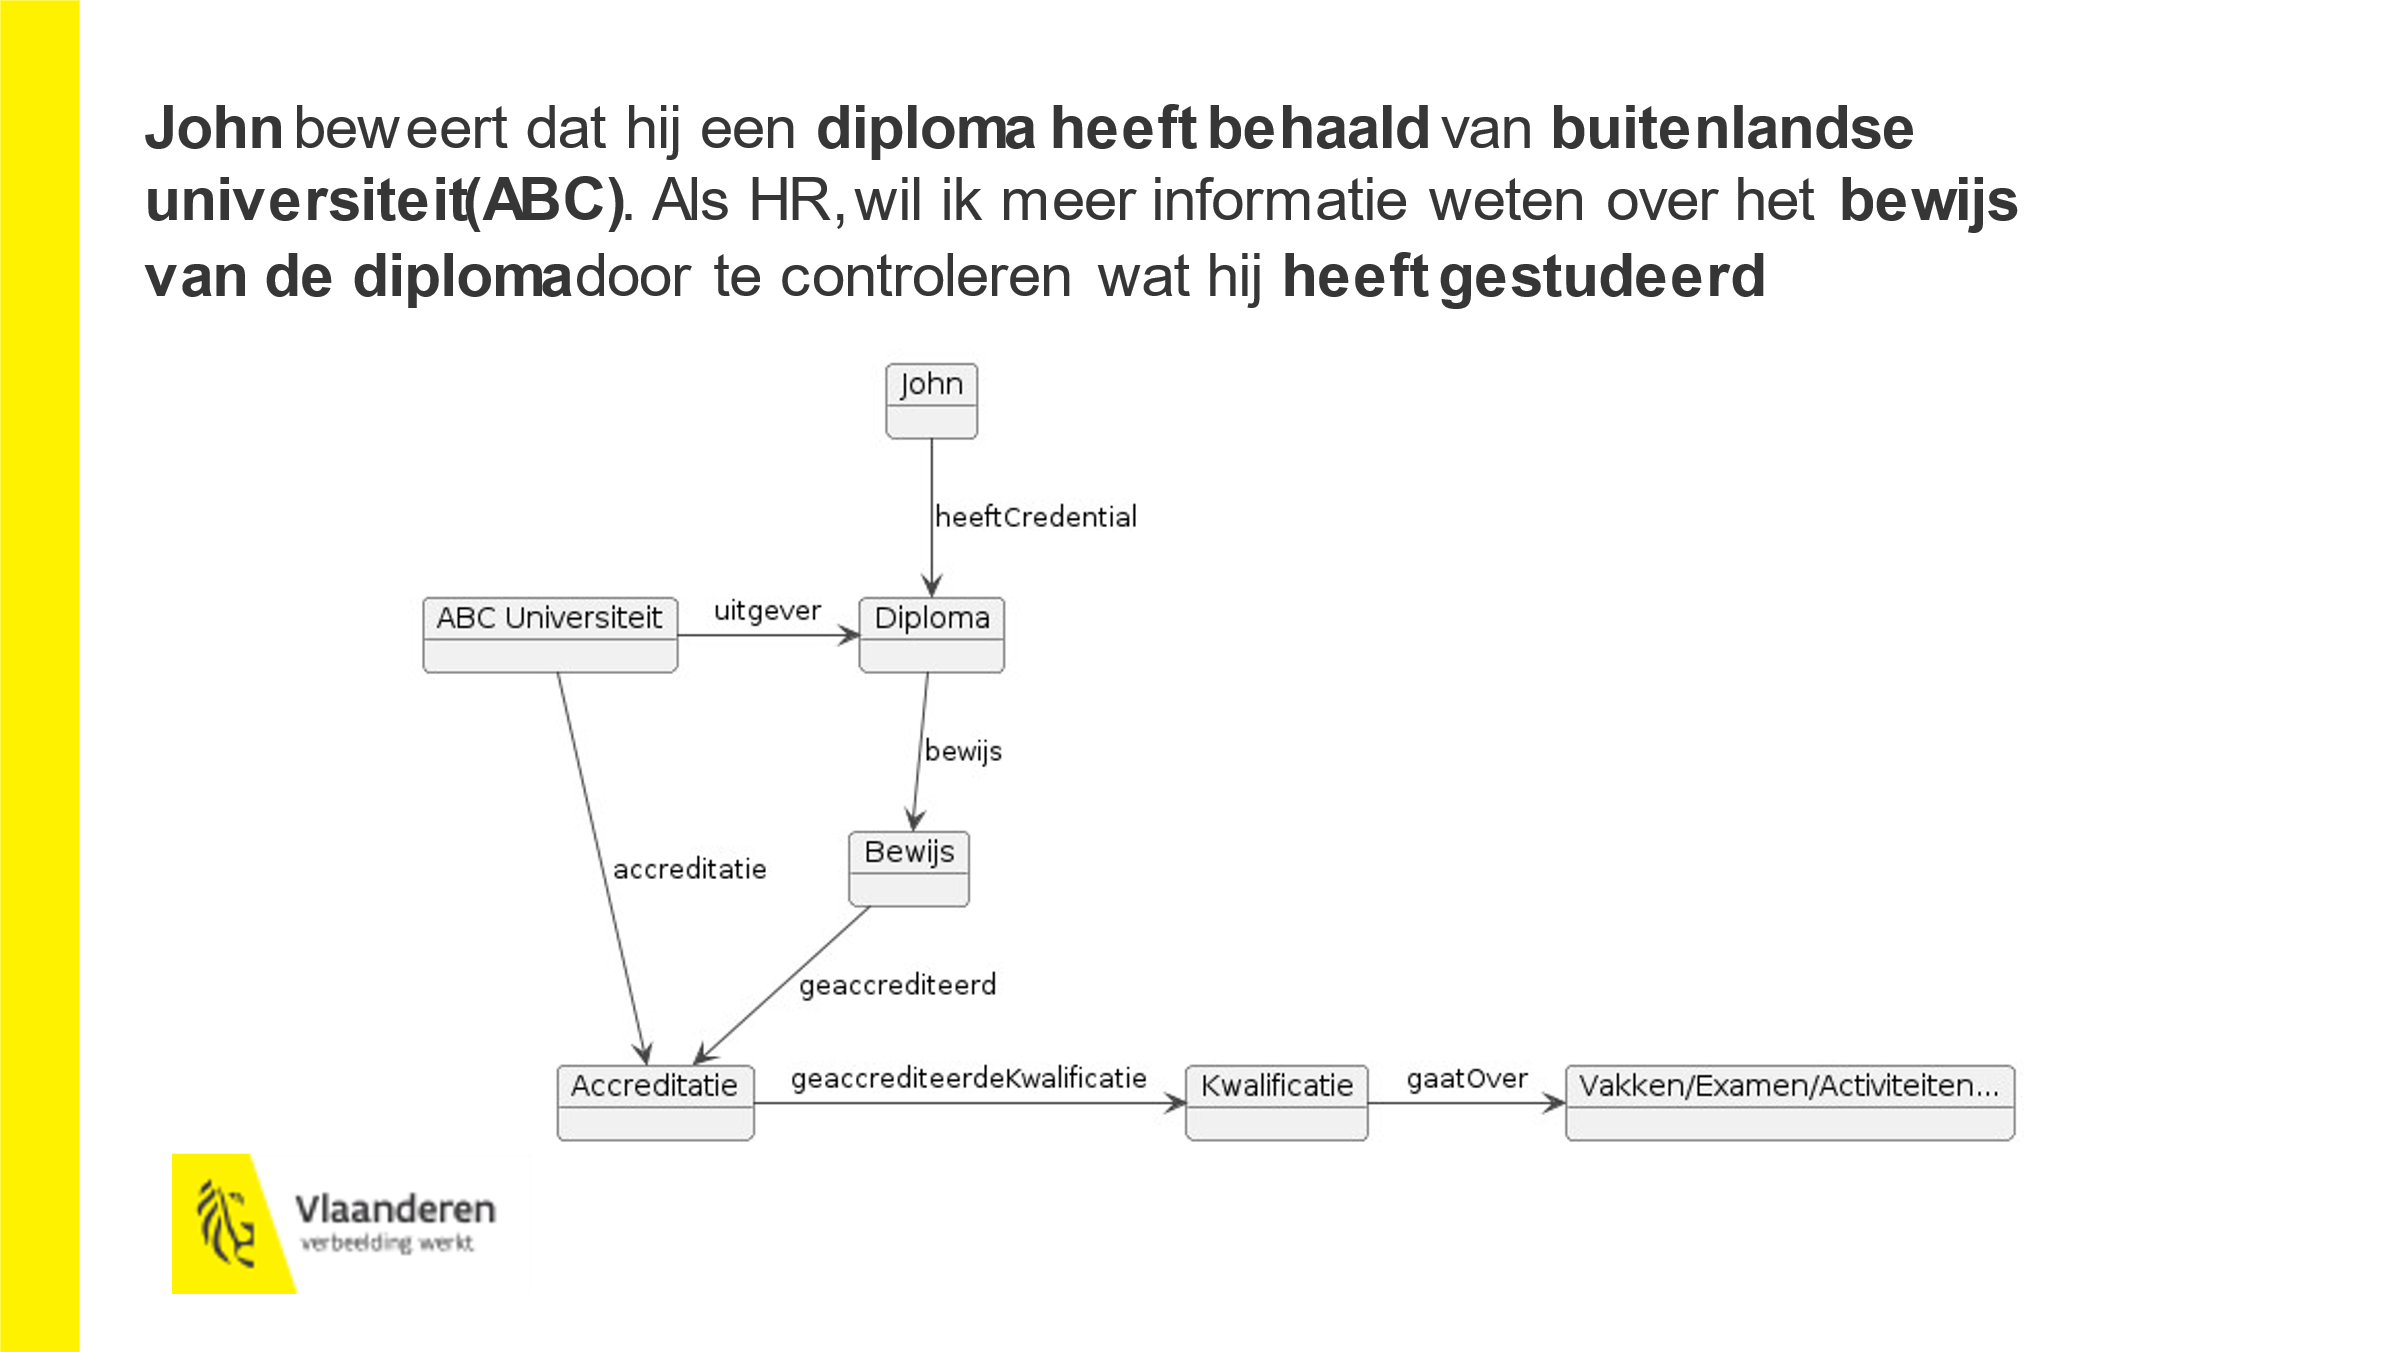 John beweert dat hij een diploma heeft behaald van buitenlandse
universiteit(ABC). Als HR, wil ik meer informatie weten over het bewijs
van de diploma door te controleren wat hij heeft gestudeerd
John
heeftCredential
ABC Universiteit
uitgever
Diploma
bewijs
Bewijs
accreditatie
geaccrediteerd
Accreditatie
geaccrediteerdeKwalificatie
Kwalificatie
gaatOver
Vakken/Examen/Activiteiten...
Vlaanderen
verbeelding werkt